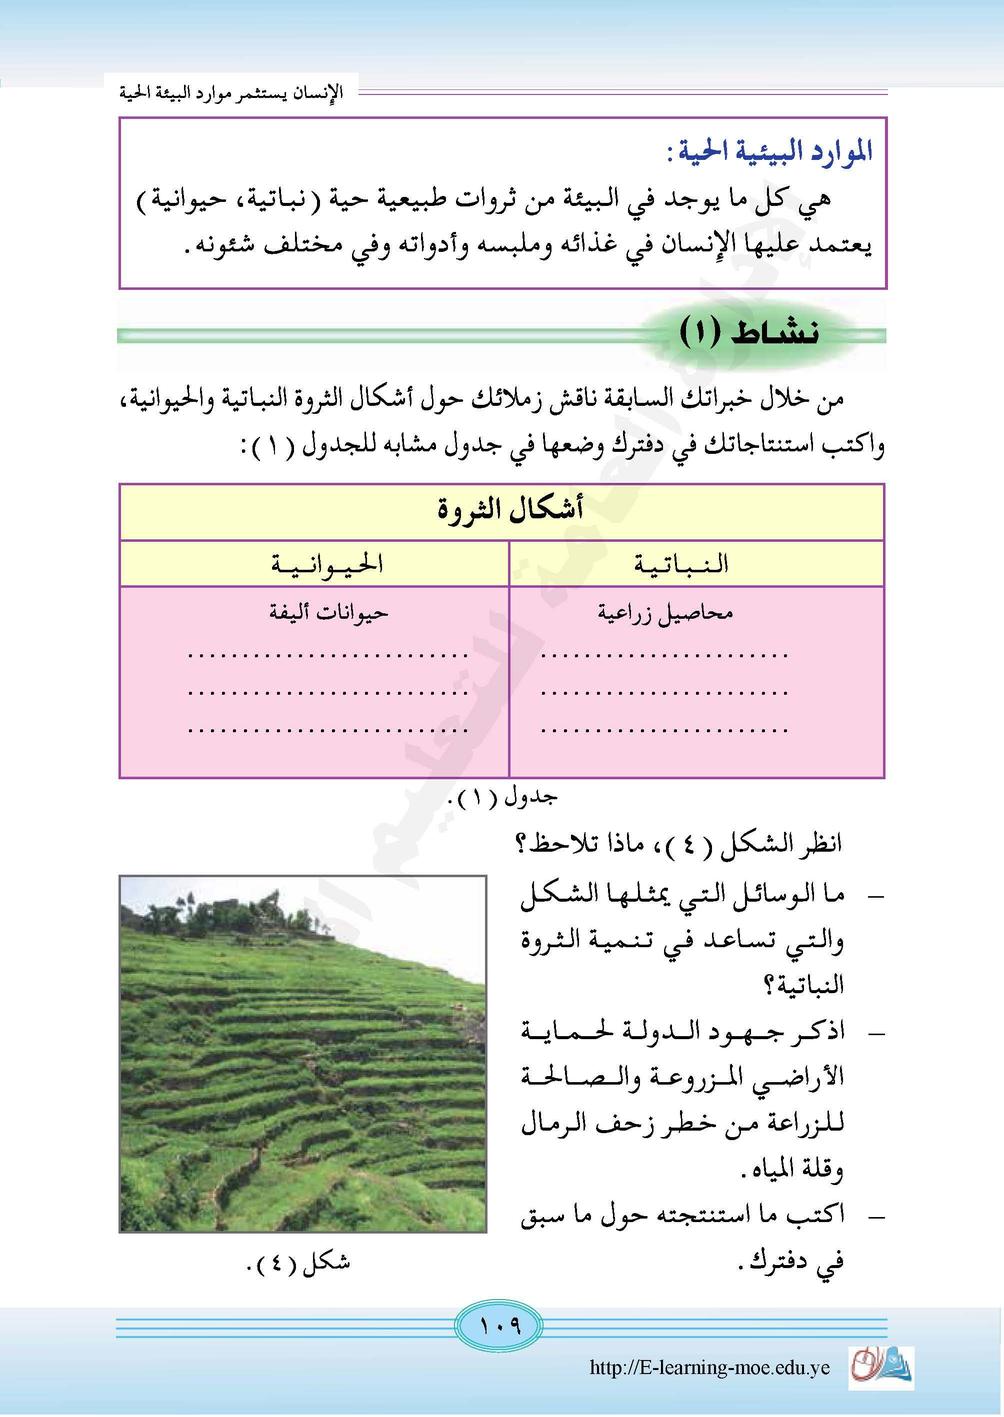 الإنسان يستثمر موارد البيئة الحية
الموارد البيئية الحية:
هي كل ما يوجد في البيئة من ثروات طبيعية حية (نباتية، حيوانية)
يعتمد عليها الإنسان في غذائه وملبسه وأدواته وفي مختلف شئونه.
نشاط (١)
من خلال خبراتك السابقة ناقش زملائك حول أشكال الثروة النباتية والحيوانية،
واكتب استنتاجاتك في دفترك وضعها في جدول مشابه للجدول (١):
أشكال الثروة
النباتية
الحيوانية
محاصيل زراعية
حيوانات أليفة
.......................
..........................
.......................
..........................
.......................
..........................
جدول (١).
انظر الشكل (٤)، ماذا تلاحظ؟
– ما الوسائل التي يمثلها الشكل
والتي تساعد في تنمية الثروة
النباتية؟
– اذكر جهود الدولة لحماية
الأراضي المزروعة والصالحة
للزراعة من خطر زحف الرمال
وقلة المياه.
– اكتب ما استنتجته حول ما سبق
في دفترك.
شكل (٤).
١٠٩
http://E-learning-moe.edu.ye